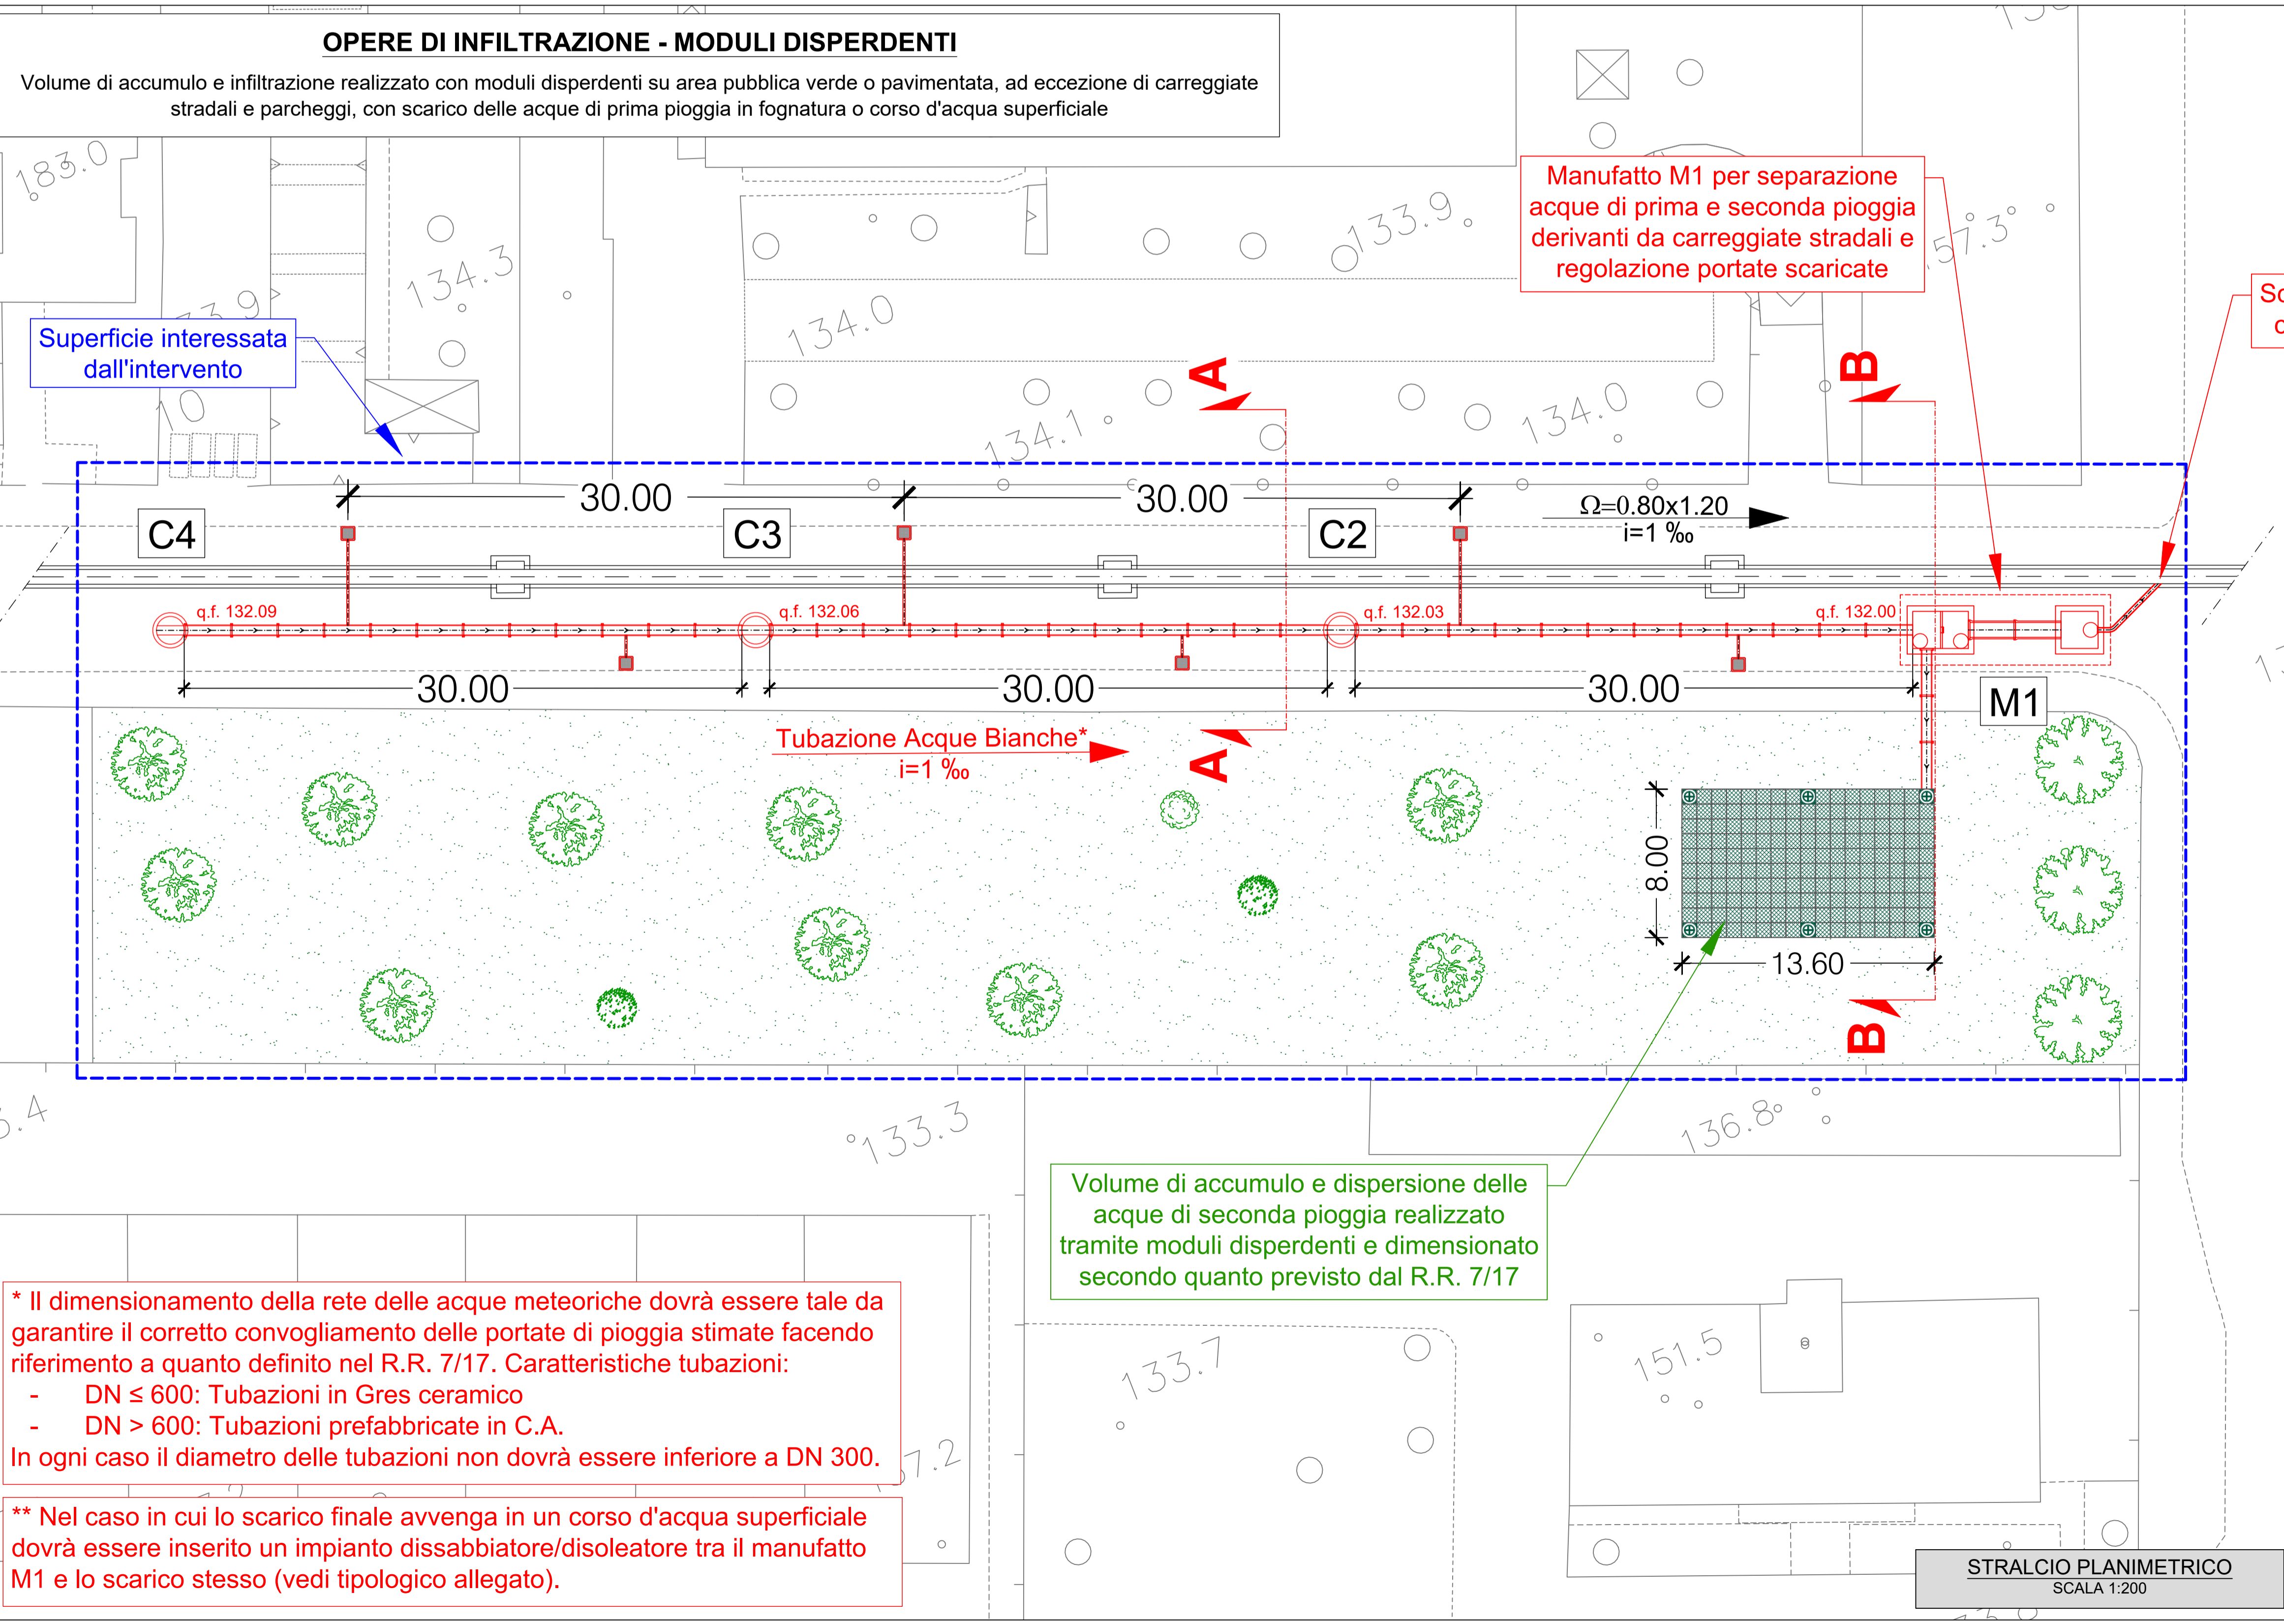 OPERE DI INFILTRAZIONE - MODULI DISPERDENTI
Volume di accumulo e infiltrazione realizzato con moduli disperdenti su area pubblica verde o pavimentata, ad eccezione di carreggiate
stradali e parcheggi, con scarico delle acque di prima pioggia in fognatura o corso d'acqua superficiale
183.0
134.3
134.0
133.9
57.3
Manufatto M1 per separazione
acque di prima e seconda pioggia
derivanti da carreggiate stradali e
regolazione portate scaricate
Superficie interessata
dall'intervento
10
134.1
134.0
A
B
30.00
30.00
Ω=0.80x1.20
i=1 ‰
C4
C3
C2
q.f. 132.09
q.f. 132.06
q.f. 132.03
q.f. 132.00
30.00
30.00
30.00
M1
Tubazione Acque Bianche*
i=1 ‰
A
8.00
13.60
B
133.3
136.8
Volume di accumulo e dispersione delle
acque di seconda pioggia realizzato
tramite moduli disperdenti e dimensionato
secondo quanto previsto dal R.R. 7/17
133.7
151.5
* Il dimensionamento della rete delle acque meteoriche dovrà essere tale da
garantire il corretto convogliamento delle portate di pioggia stimate facendo
riferimento a quanto definito nel R.R. 7/17. Caratteristiche tubazioni:
- DN ≤ 600: Tubazioni in Gres ceramico
- DN > 600: Tubazioni prefabbricate in C.A.
In ogni caso il diametro delle tubazioni non dovrà essere inferiore a DN 300.
** Nel caso in cui lo scarico finale avvenga in un corso d'acqua superficiale
dovrà essere inserito un impianto dissabbiatore/disoleatore tra il manufatto
M1 e lo scarico stesso (vedi tipologico allegato).
STRALCIO PLANIMETRICO
SCALA 1:200